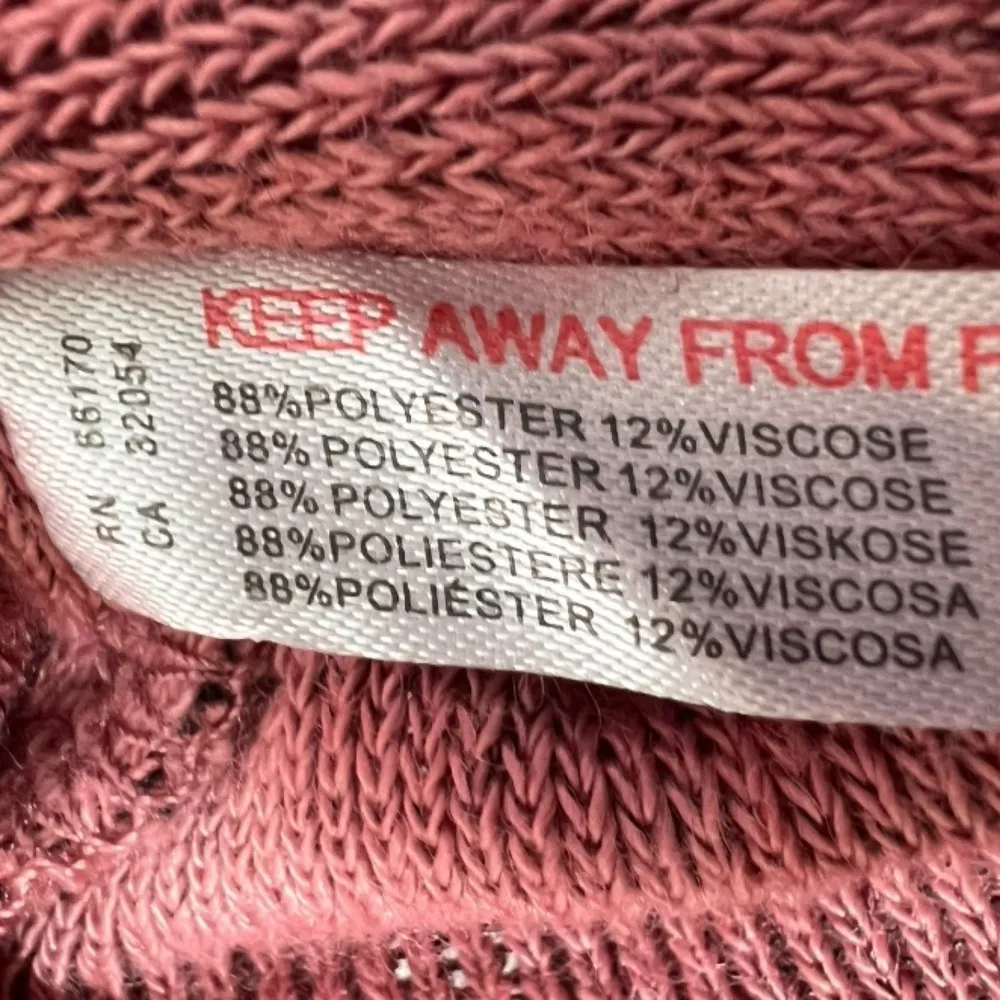 KEEP AWAY FROM F
88%POLYESTER 12%VISCOSE
88% POLYESTER 12%VISCOSE
88% POLYESTER 12%VISKOSE
88%POLIESTERE 12%VISCOSA
88%POLIÉSTER 12%VISCOSA
RN 66170
CA 32054